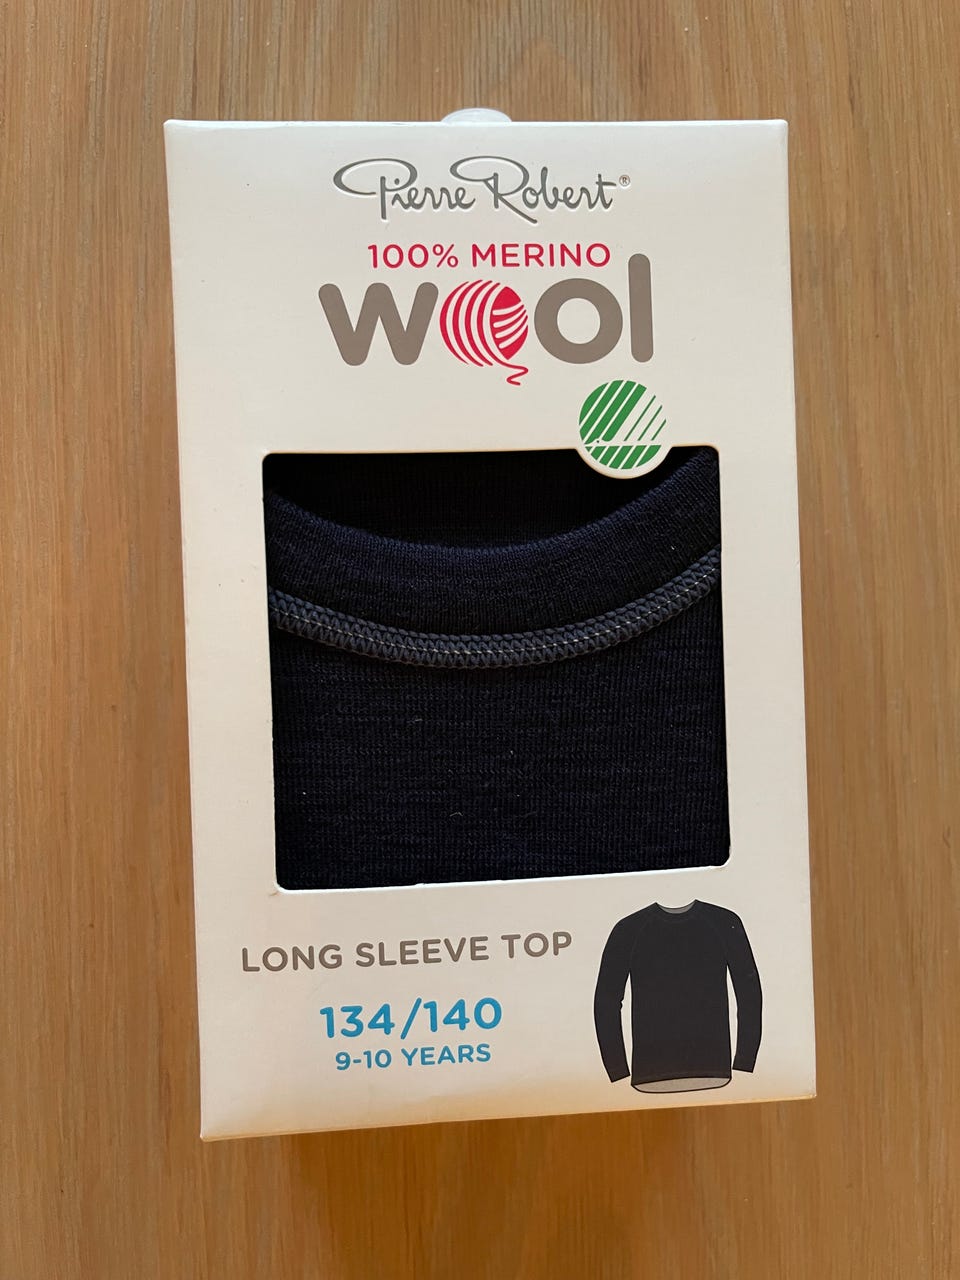 Pierre Robert®
100% MERINO
wool
LONG SLEEVE TOP
134/140
9-10 YEARS